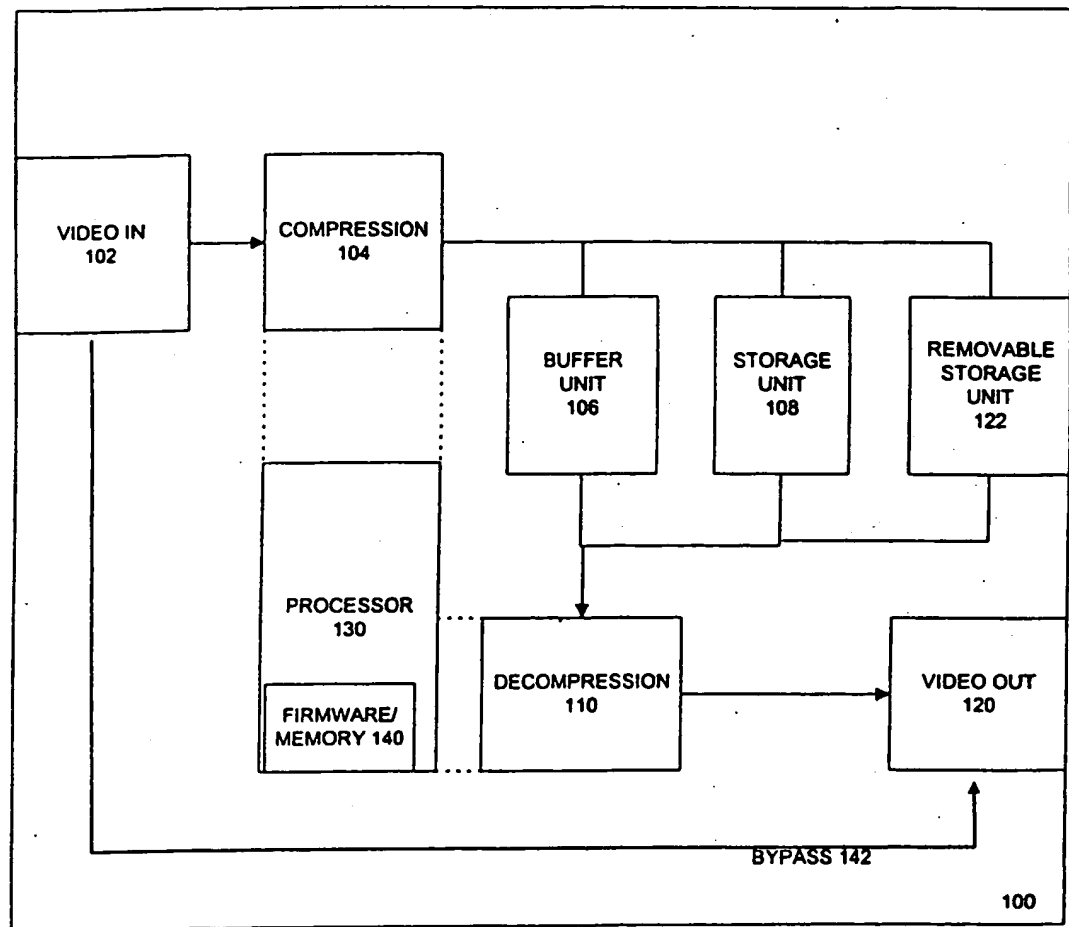 VIDEO IN
102
COMPRESSION
104
BUFFER
UNIT
106
STORAGE
UNIT
108
REMOVABLE
STORAGE
UNIT
122
PROCESSOR
130
FIRMWARE/
MEMORY 140
DECOMPRESSION
110
VIDEO OUT
120
BYPASS 142
100